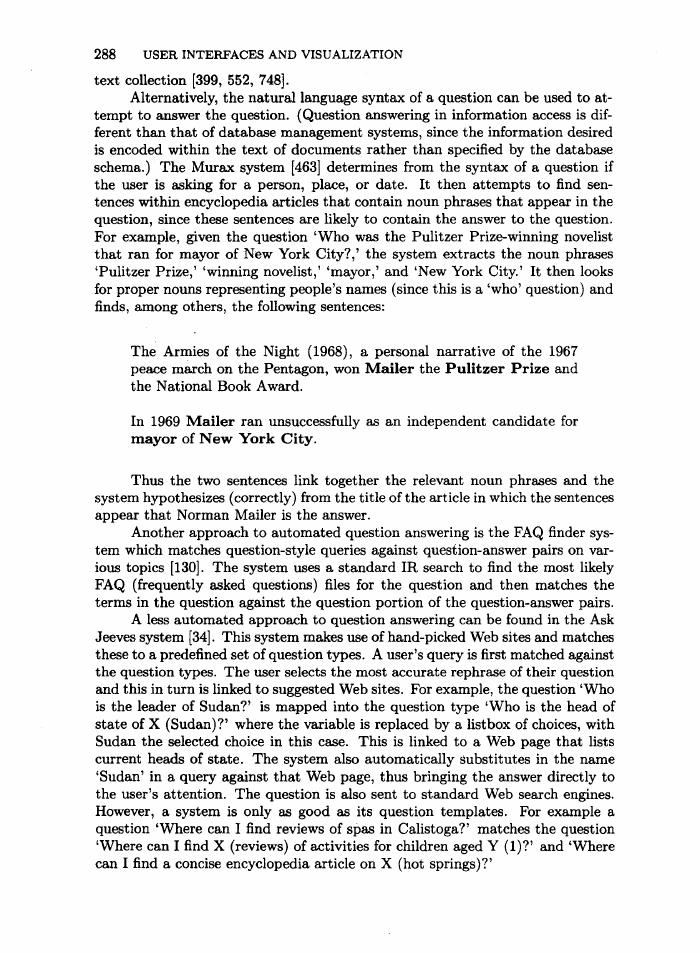 288 USER INTERFACES AND VISUALIZATION
text collection [399, 552, 748].
Alternatively, the natural language syntax of a question can be used to at-
tempt to answer the question. (Question answering in information access is dif-
ferent than that of database management systems, since the information desired
is encoded within the text of documents rather than specified by the database
schema.) The Murax system [463] determines from the syntax of a question if
the user is asking for a person, place, or date. It then attempts to find sen-
tences within encyclopedia articles that contain noun phrases that appear in the
question, since these sentences are likely to contain the answer to the question.
For example, given the question ‘Who was the Pulitzer Prize-winning novelist
that ran for mayor of New York City?,’ the system extracts the noun phrases
‘Pulitzer Prize,’ ‘winning novelist,’ ‘mayor,’ and ‘New York City.’ It then looks
for proper nouns representing people’s names (since this is a ‘who’ question) and
finds, among others, the following sentences:
The Armies of the Night (1968), a personal narrative of the 1967
peace march on the Pentagon, won Mailer the Pulitzer Prize and
the National Book Award.
In 1969 Mailer ran unsuccessfully as an independent candidate for
mayor of New York City.
Thus the two sentences link together the relevant noun phrases and the
system hypothesizes (correctly) from the title of the article in which the sentences
appear that Norman Mailer is the answer.
Another approach to automated question answering is the FAQ finder sys-
tem which matches question-style queries against question-answer pairs on var-
ious topics [130]. The system uses a standard IR search to find the most likely
FAQ (frequently asked questions) files for the question and then matches the
terms in the question against the question portion of the question-answer pairs.
A less automated approach to question answering can be found in the Ask
Jeeves system [34]. This system makes use of hand-picked Web sites and matches
these to a predefined set of question types. A user’s query is first matched against
the question types. The user selects the most accurate rephrase of their question
and this in turn is linked to suggested Web sites. For example, the question ‘Who
is the leader of Sudan?’ is mapped into the question type ‘Who is the head of
state of X (Sudan)?’ where the variable is replaced by a listbox of choices, with
Sudan the selected choice in this case. This is linked to a Web page that lists
current heads of state. The system also automatically substitutes in the name
‘Sudan’ in a query against that Web page, thus bringing the answer directly to
the user’s attention. The question is also sent to standard Web search engines.
However, a system is only as good as its question templates. For example a
question ‘Where can I find reviews of spas in Calistoga?’ matches the question
‘Where can I find X (reviews) of activities for children aged Y (1)?’ and ‘Where
can I find a concise encyclopedia article on X (hot springs)?’